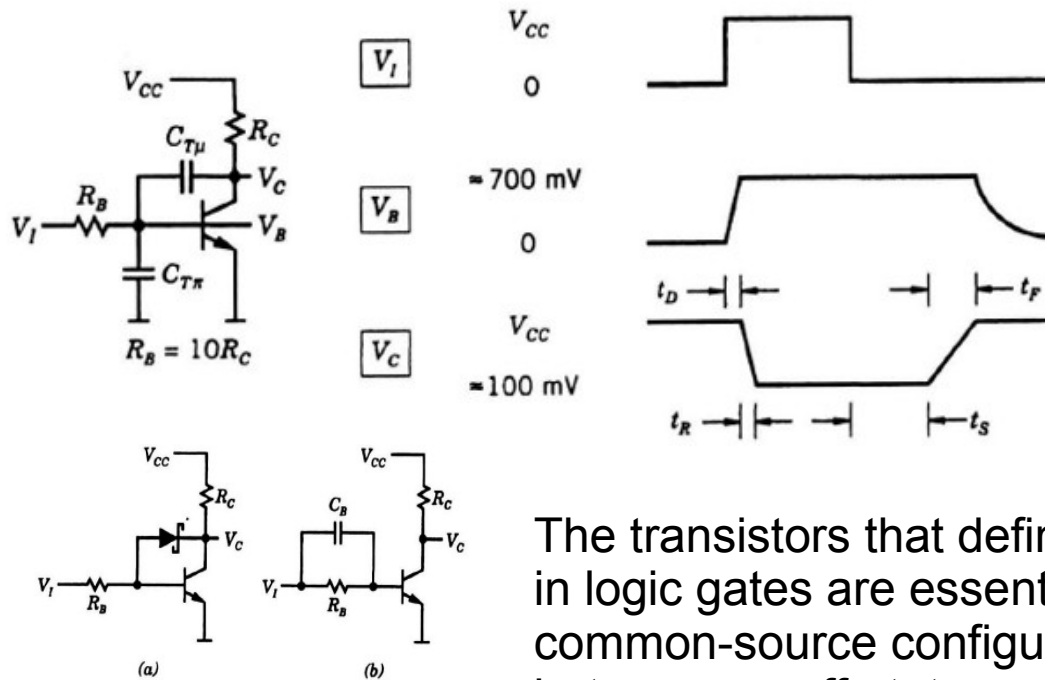 V_I
V_CC
0
V_CC
C_Tμ
R_C
V_C
R_B
V_I
V_B
C_Tπ
R_B = 10R_C
V_B
≈ 700 mV
0
t_D
t_F
V_C
V_CC
≈100 mV
t_R
t_S
V_CC
R_C
V_C
V_I
R_B
(a)
V_CC
C_B
R_C
V_C
V_I
R_B
(b)
The transistors that defin
in logic gates are essent
common-source configu